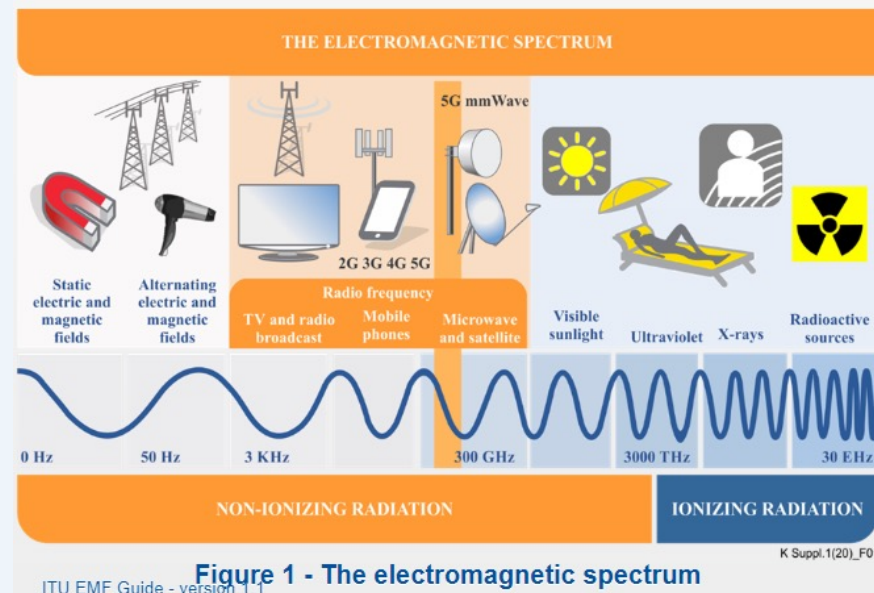 THE ELECTROMAGNETIC SPECTRUM
5G mmWave
2G 3G 4G 5G
Static
electric and
magnetic
fields
Alternating
electric and
magnetic
fields
Radio frequency
TV and radio
broadcast
Mobile
phones
Microwave
and satellite
Visible
sunlight
Ultraviolet
X-rays
Radioactive
sources
0 Hz
50 Hz
3 KHz
300 GHz
3000 THz
30 EHz
NON-IONIZING RADIATION
IONIZING RADIATION
K Suppl.1(20)_F01
Figure 1 - The electromagnetic spectrum
ITU EMF Guide - version 1.1